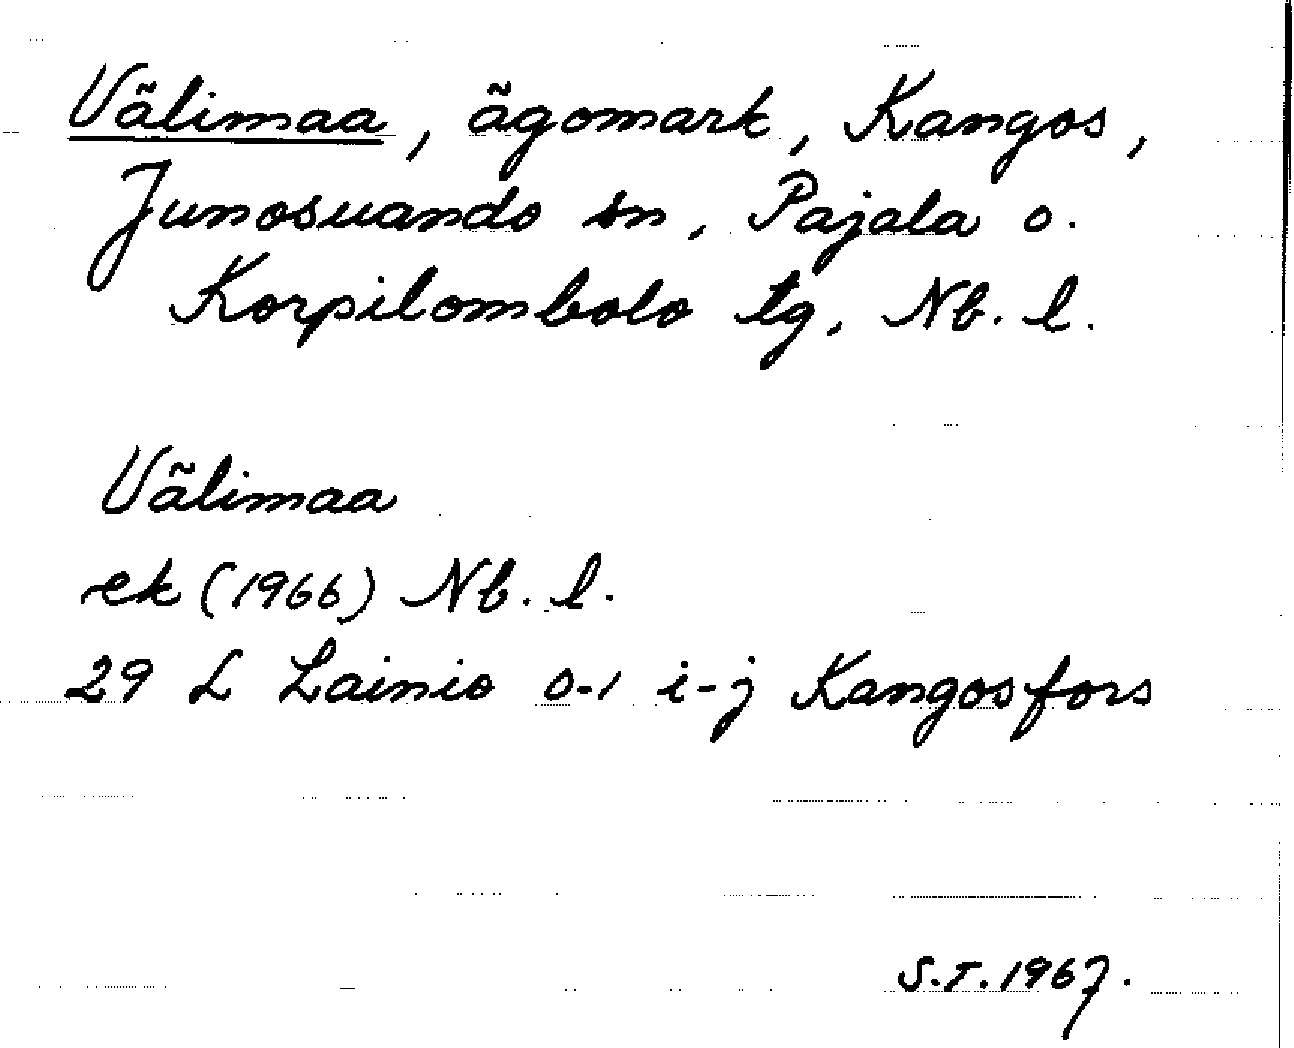 Välimaa, ägomark, Kangos,
Junosuando sn, Pajala o.
Korpilombolo tg, Nb. l.
Välimaa
ek (1966) Nb. l.
29 L Lainio 0-1 i-j Kangosfors
S.T. 1967.